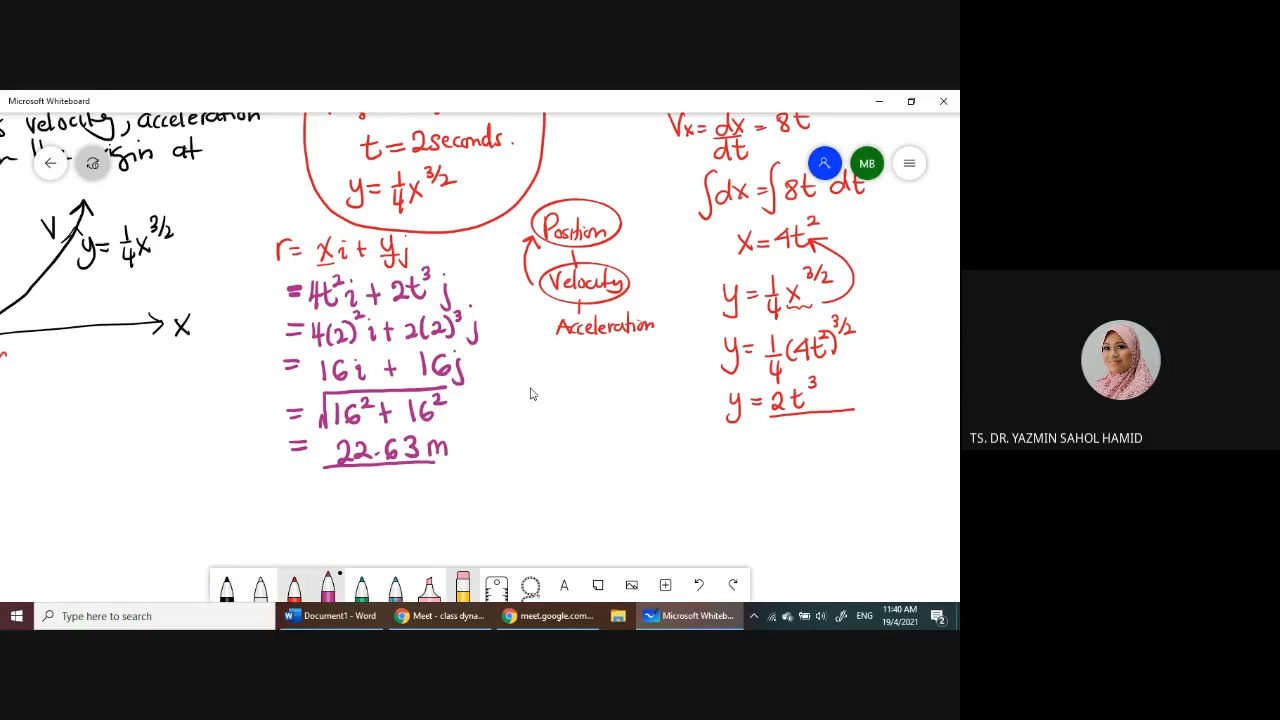 Microsoft Whiteboard
velocity, acceleration
origin at
V
y = 1/4 x^3/2
X
t = 2 seconds.
y = 1/4 x^3/2
r = xi + yj
= 4t^2 i + 2t^3 j
= 4(2)^2 i + 2(2)^3 j
= 16i + 16j
= √16^2 + 16^2
= 22.63 m
Position
Velocity
Acceleration
Vx = dx/dt = 8t
∫dx = ∫8t dt
x = 4t^2
y = 1/4 x^3/2
y = 1/4 (4t^2)^3/2
y = 2t^3
MB
TS. DR. YAZMIN SAHOL HAMID
A
Type here to search
Document1 - Word
Meet - class dyna...
meet.google.com...
Microsoft Whiteb...
ENG
11:40 AM
19/4/2021
2